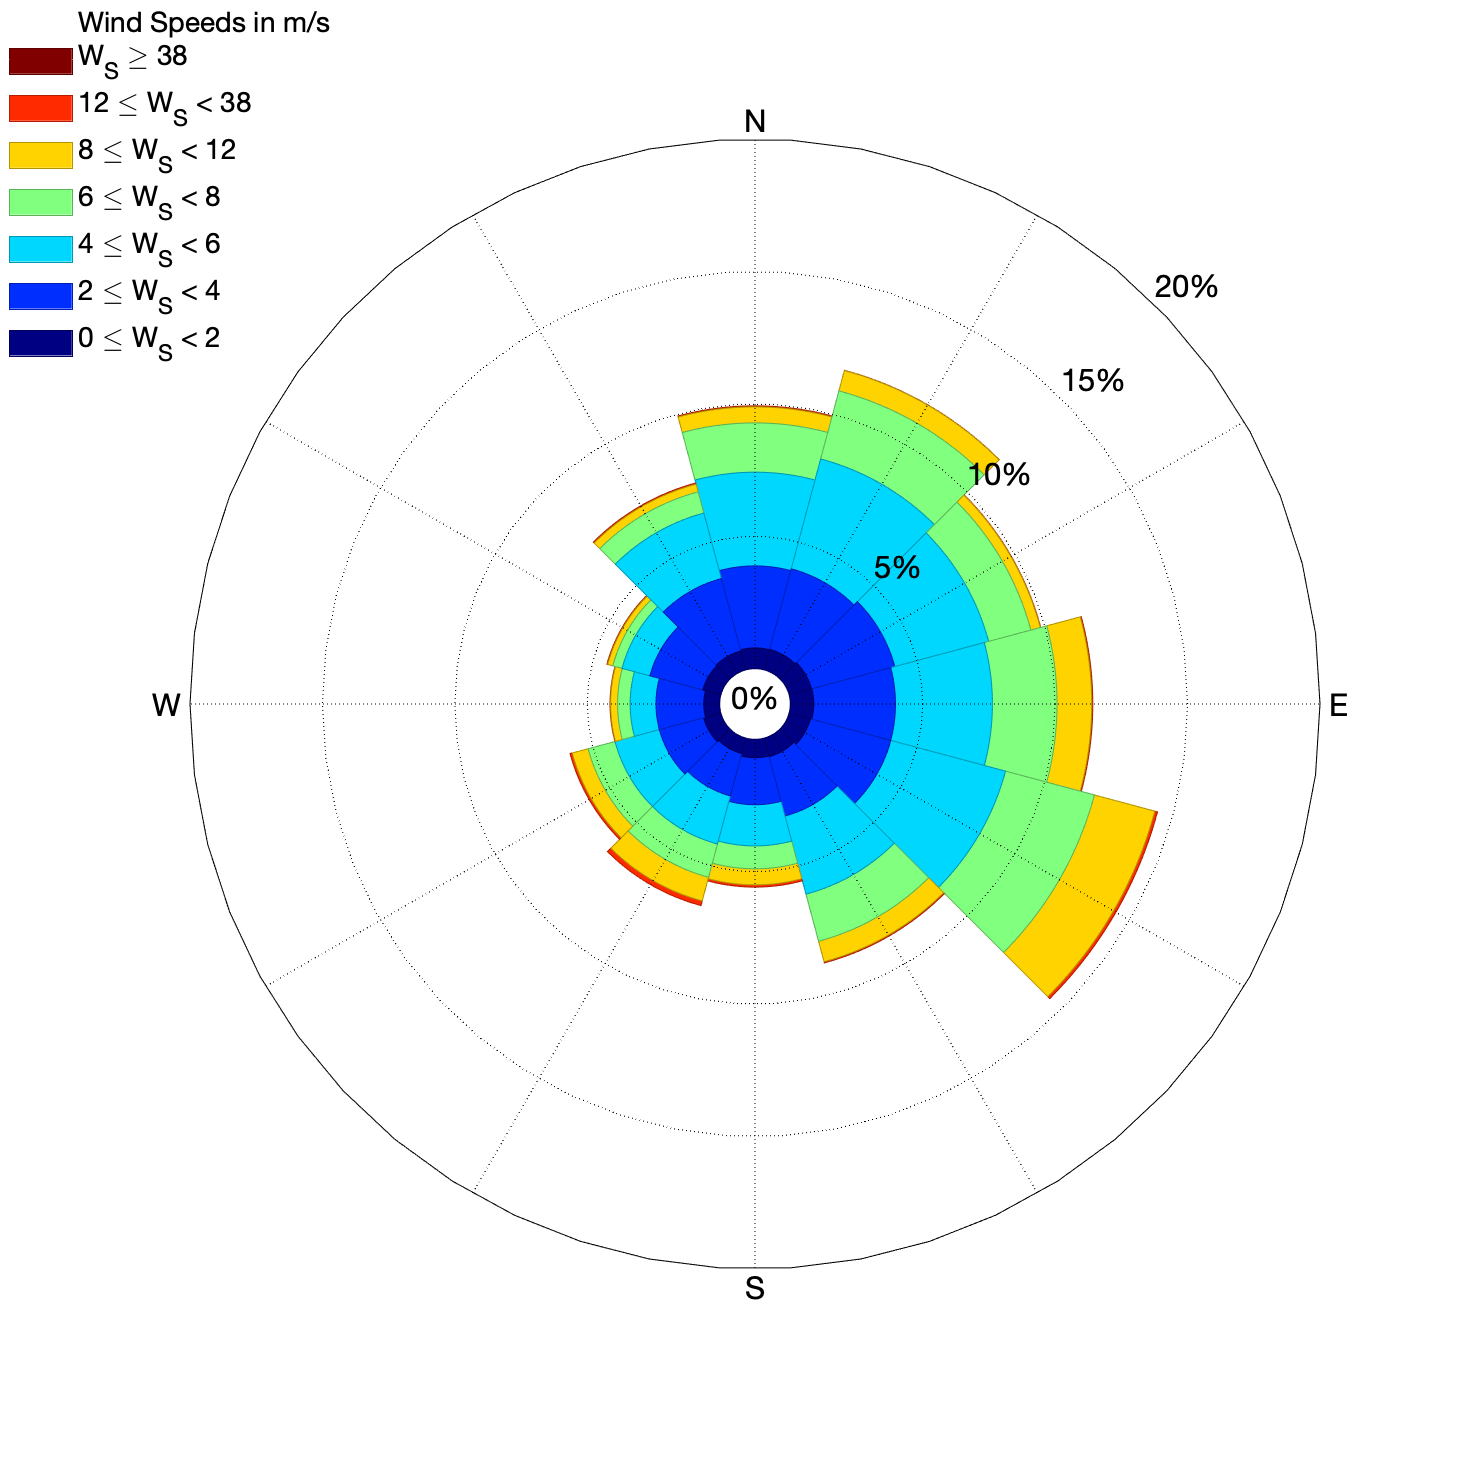 Wind Speeds in m/s
W_S ≥ 38
12 ≤ W_S < 38
8 ≤ W_S < 12
6 ≤ W_S < 8
4 ≤ W_S < 6
2 ≤ W_S < 4
0 ≤ W_S < 2
N
20%
15%
10%
5%
0%
W
E
S